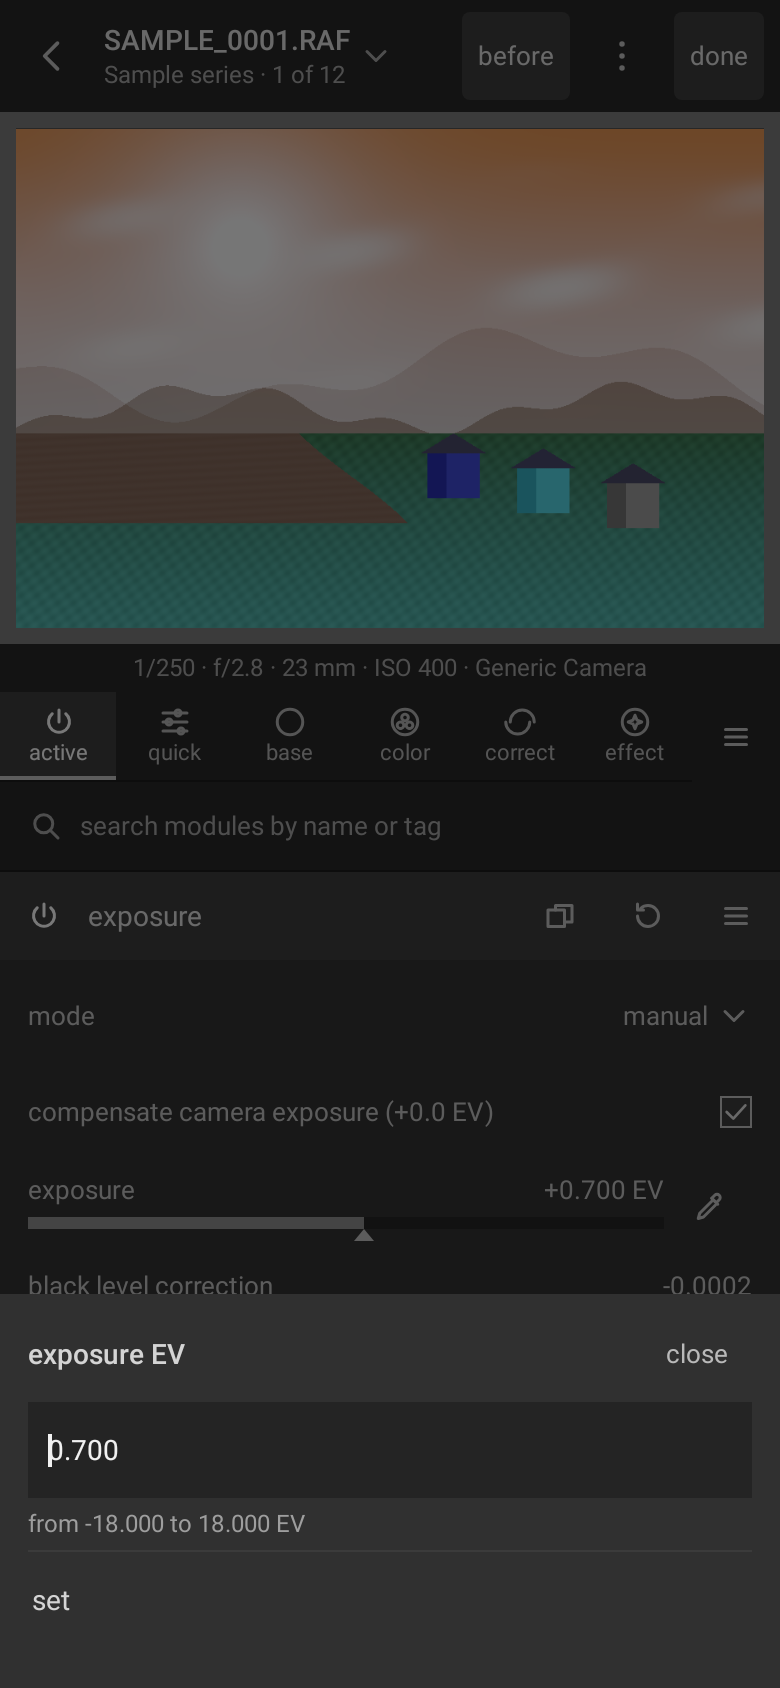 SAMPLE_0001.RAF
Sample series · 1 of 12
before
done
1/250 · f/2.8 · 23 mm · ISO 400 · Generic Camera
active
quick
base
color
correct
effect
search modules by name or tag
exposure
mode
manual
compensate camera exposure (+0.0 EV)
exposure
+0.700 EV
black level correction
-0.0002
exposure EV
close
0.700
from -18.000 to 18.000 EV
set